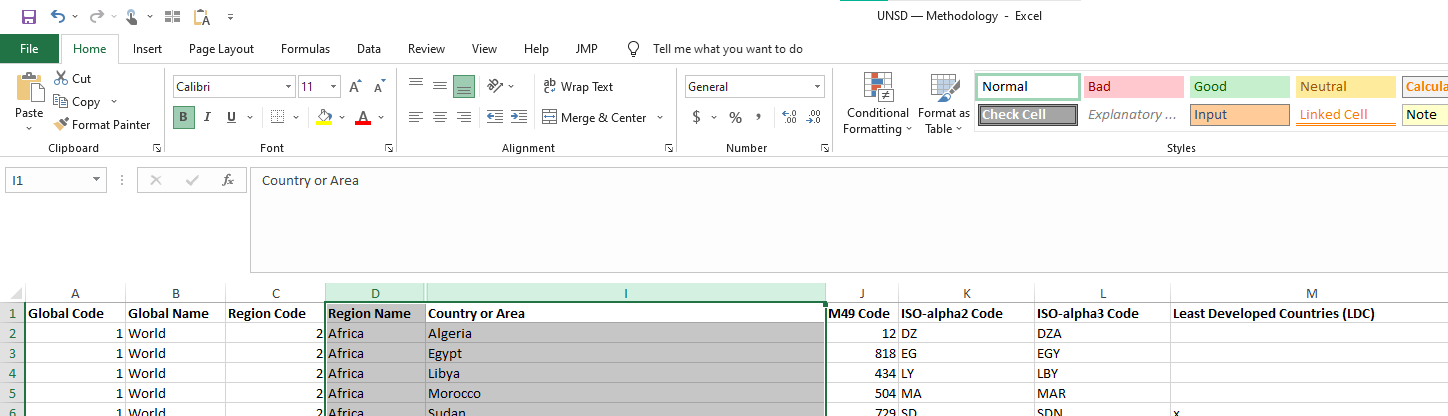 UNSD — Methodology - Excel
File Home Insert Page Layout Formulas Data Review View Help JMP Tell me what you want to do
Paste
Cut
Copy
Format Painter
Clipboard
Calibri 11 A A
B I U A
Font
ab c Wrap Text
Merge & Center
Alignment
General
$ % , .0 .00 .00 .0
Number
Conditional Formatting
Format as Table
Normal Bad Good Neutral Calcula
Check Cell Explanatory ... Input Linked Cell Note
Styles
I1 fx Country or Area
A B C D I J K L M
1 Global Code Global Name Region Code Region Name Country or Area M49 Code ISO-alpha2 Code ISO-alpha3 Code Least Developed Countries (LDC)
2 1 World 2 Africa Algeria 12 DZ DZA
3 1 World 2 Africa Egypt 818 EG EGY
4 1 World 2 Africa Libya 434 LY LBY
5 1 World 2 Africa Morocco 504 MA MAR
6 1 World 2 Africa Sudan 729 SD SDN x